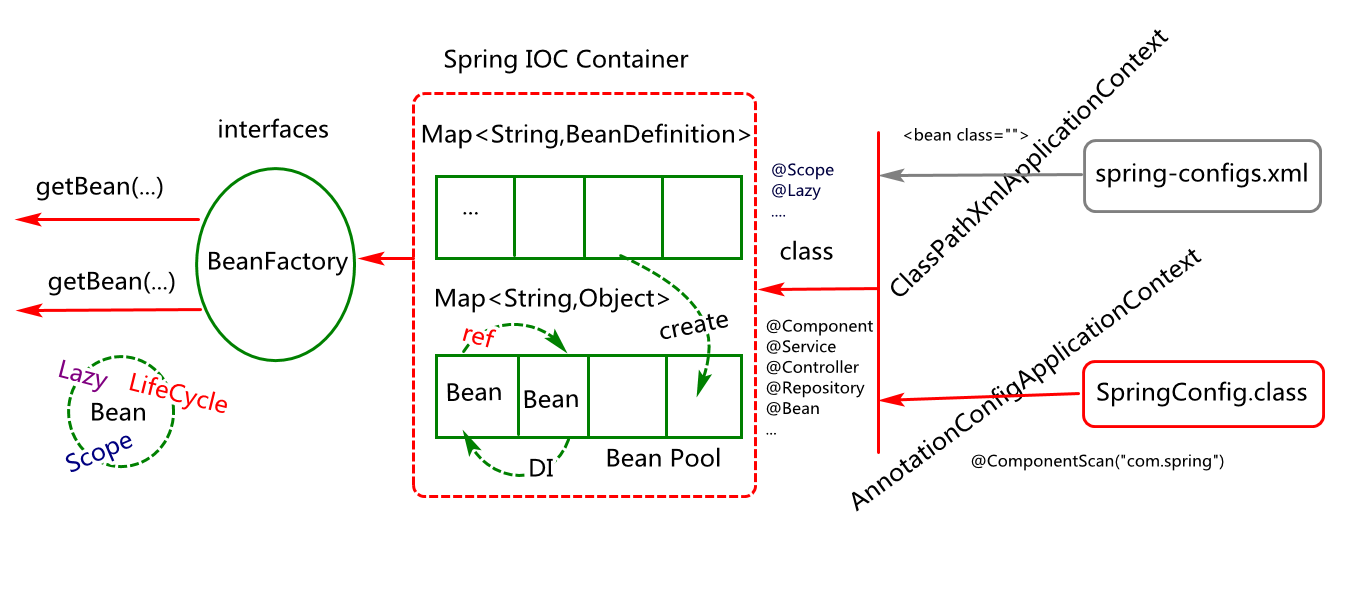 Spring IOC Container
interfaces
getBean(...)
BeanFactory
getBean(...)
Lazy
LifeCycle
Bean
Scope
Map<String,BeanDefinition>
...
Map<String,Object>
create
ref
Bean
Bean
DI
Bean Pool
@Scope
@Lazy
....
class
@Component
@Service
@Controller
@Repository
@Bean
...
<bean class="">
ClassPathXmlApplicationContext
spring-configs.xml
AnnotationConfigApplicationContext
SpringConfig.class
@ComponentScan("com.spring")